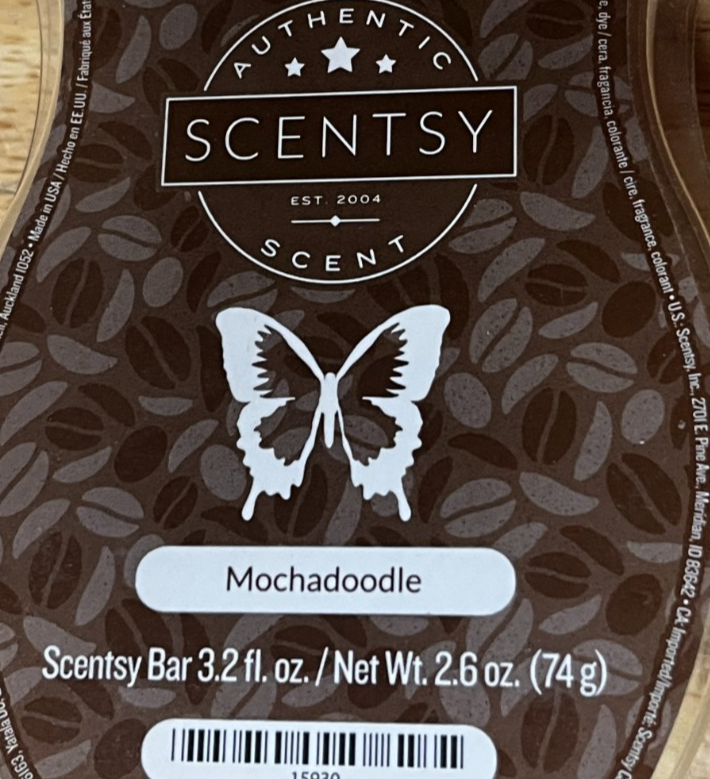 AUTHENTIC
SCENTSY
EST. 2004
SCENT
Mochadoodle
Scentsy Bar 3.2 fl. oz. / Net Wt. 2.6 oz. (74 g)
Auckland 1052 • Made in USA / Hecho en EE.UU. / Fabriqué aux État
dye / cera, fragancia, colorante / cire, fragrance, colorant • U.S.: Scentsy, Inc., 2701 E. Pine Ave., Meridian, ID 83642 • CA: Imported/Importé: Scentsy